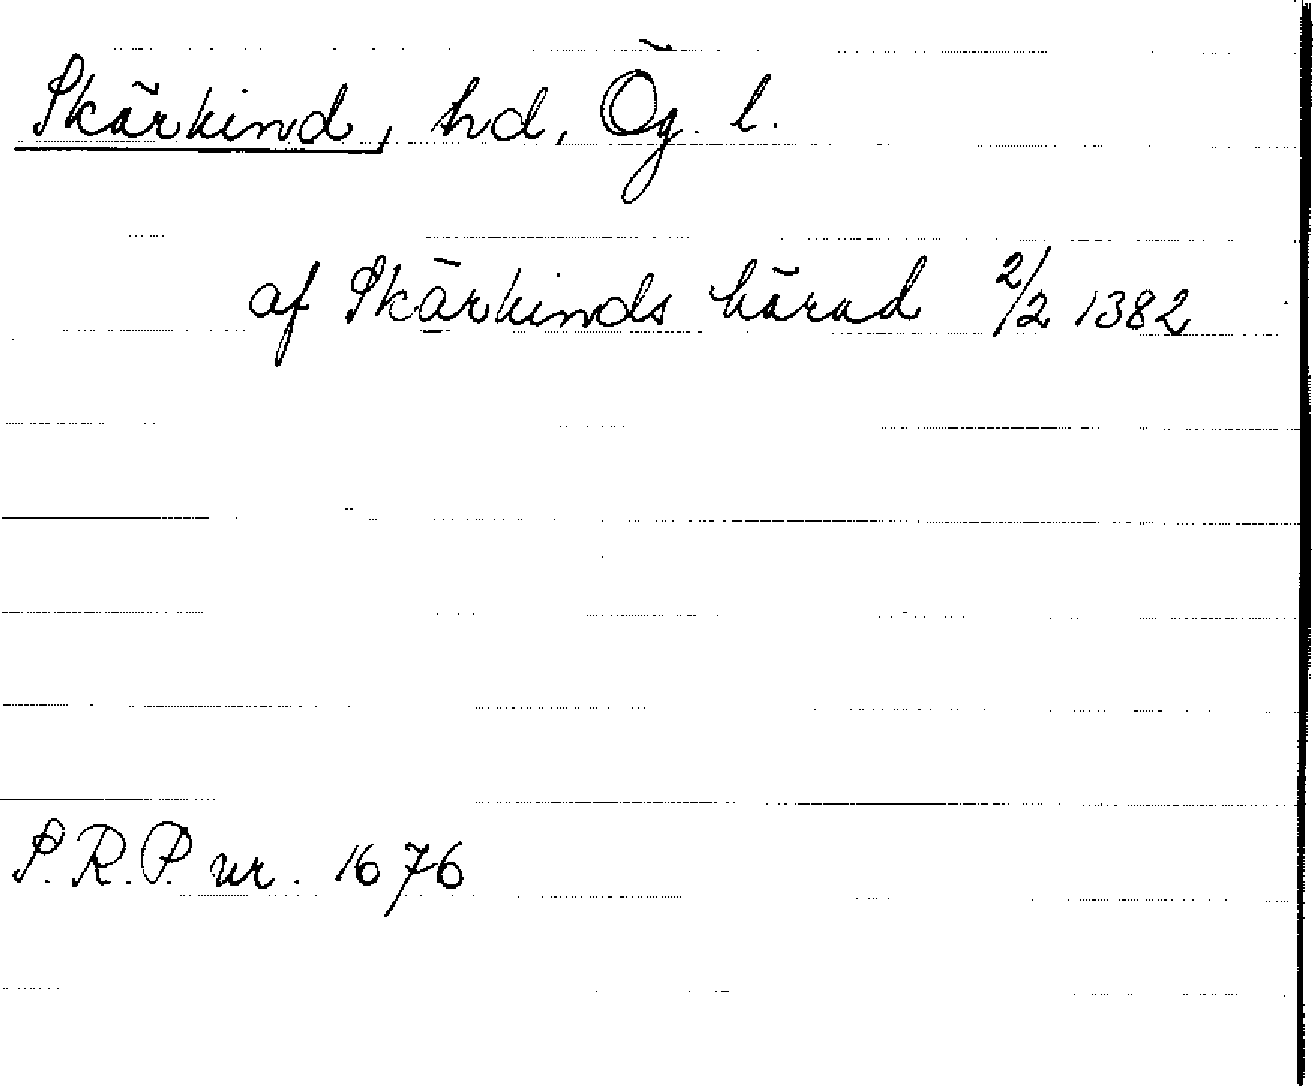 Skärkind, hd, Ög. l.
af Skärkinds härad 2/2 1382
S.R.P. nr. 1676